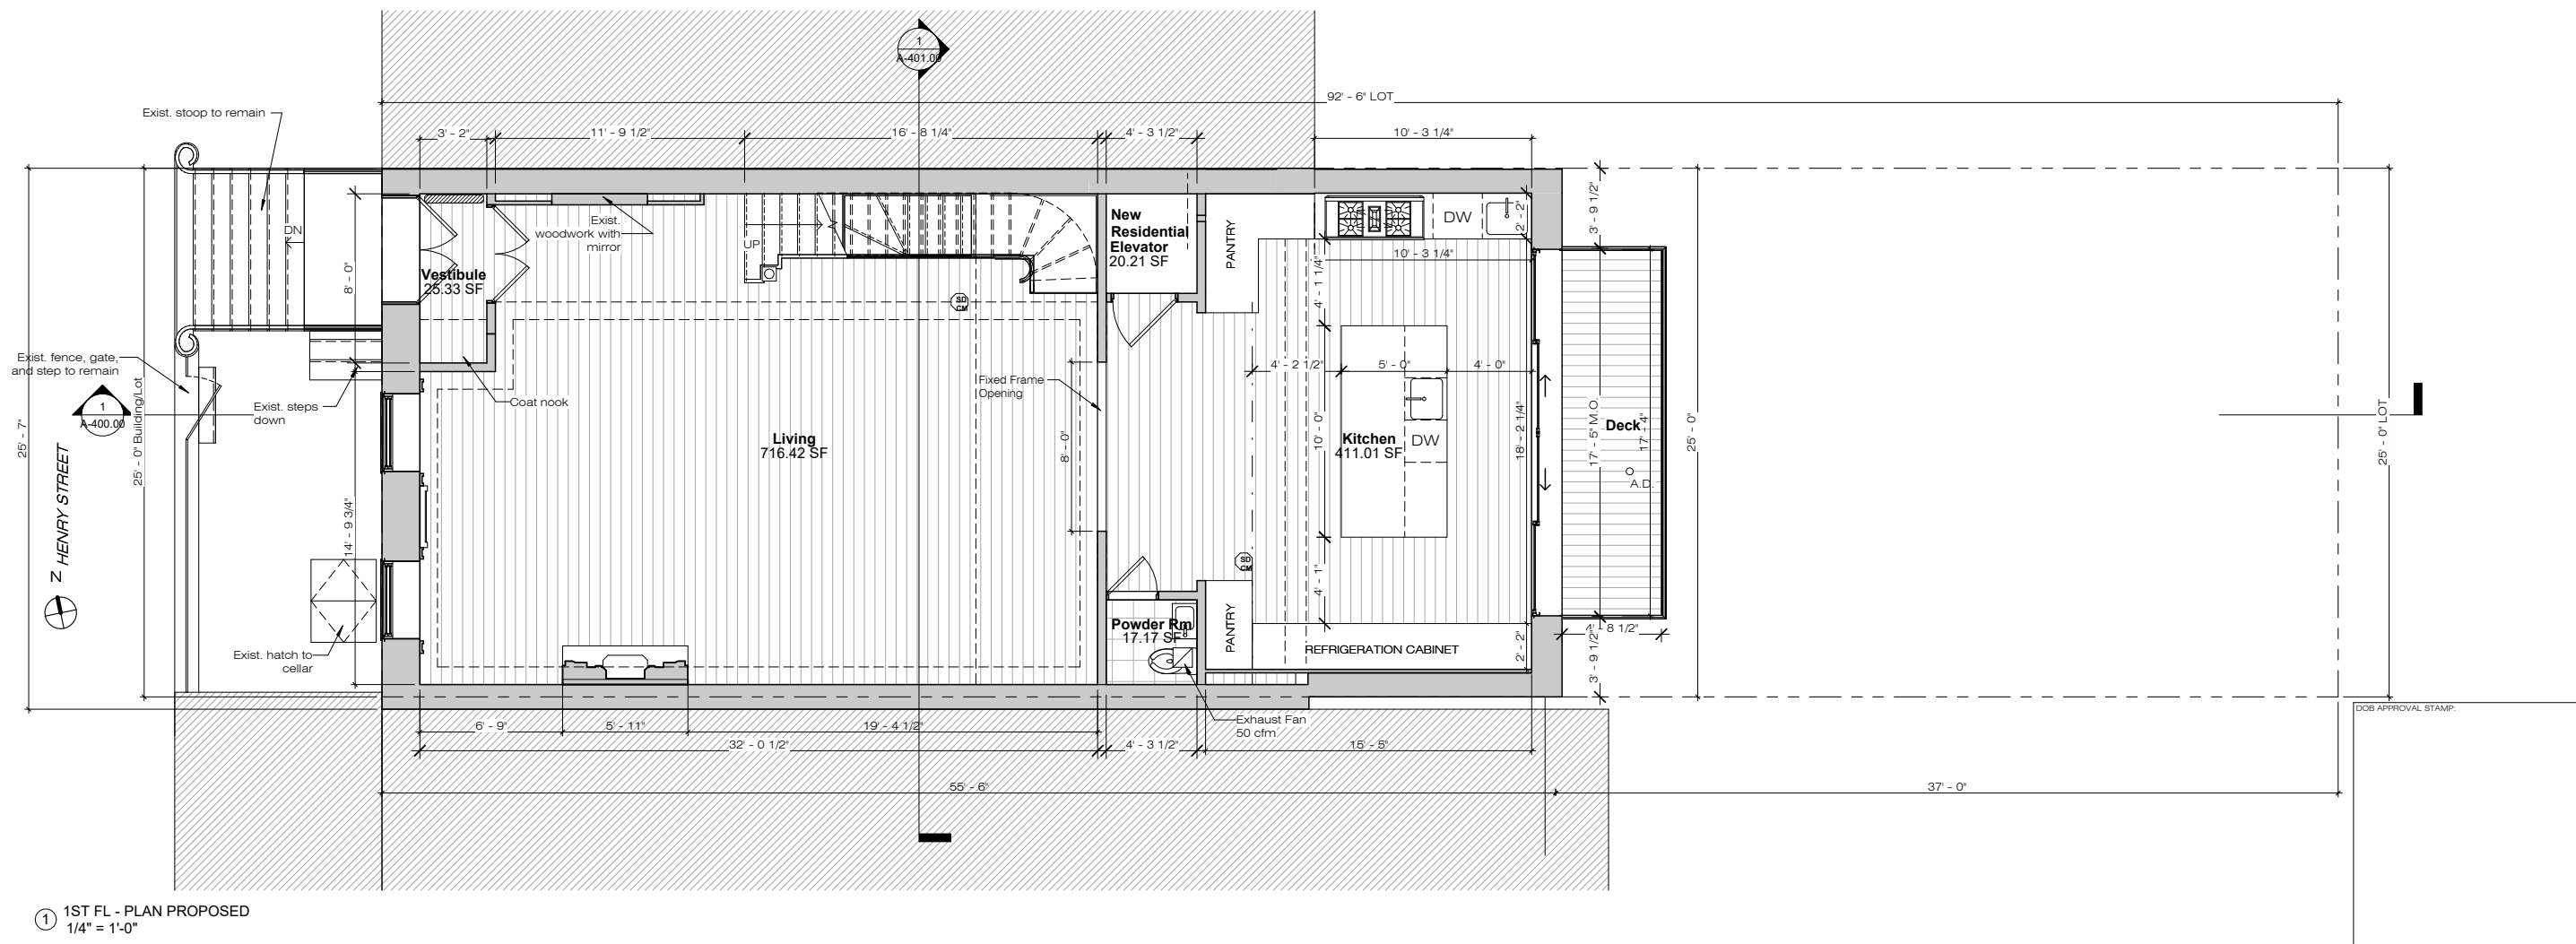 1
A-401.00
92' - 6" LOT
Exist. stoop to remain
3' - 2"
11' - 9 1/2"
16' - 8 1/4"
4' - 3 1/2"
10' - 3 1/4"
DN
8' - 0"
Vestibule
25.33 SF
Exist.
woodwork with
mirror
UP
New
Residential
Elevator
20.21 SF
PANTRY
DW
2' - 2"
10' - 3 1/4"
4' - 1 1/4"
3' - 9 1/2"
SD
CM
Exist. fence, gate,
and step to remain
1
A-400.00
Exist. steps
down
Coat nook
Fixed Frame
Opening
4' - 2 1/2"
5' - 0"
4' - 0"
25' - 7"
25' - 0" Building/Lot
HENRY STREET
N
Living
716.42 SF
8' - 0"
10' - 0"
Kitchen
411.01 SF
DW
18' - 2 1/4"
17' - 5" M.O.
Deck
17' - 4"
A.D.
25' - 0"
25' - 0" LOT
14' - 9 3/4"
SD
CM
4' - 1"
Exist. hatch to
cellar
Powder Rm
17.17 SF
PANTRY
REFRIGERATION CABINET
2' - 2"
4' - 8 1/2"
3' - 9 1/2"
Exhaust Fan
50 cfm
6' - 9"
5' - 11"
19' - 4 1/2"
32' - 0 1/2"
4' - 3 1/2"
15' - 5"
55' - 6"
37' - 0"
DOB APPROVAL STAMP:
1
1ST FL - PLAN PROPOSED
1/4" = 1'-0"